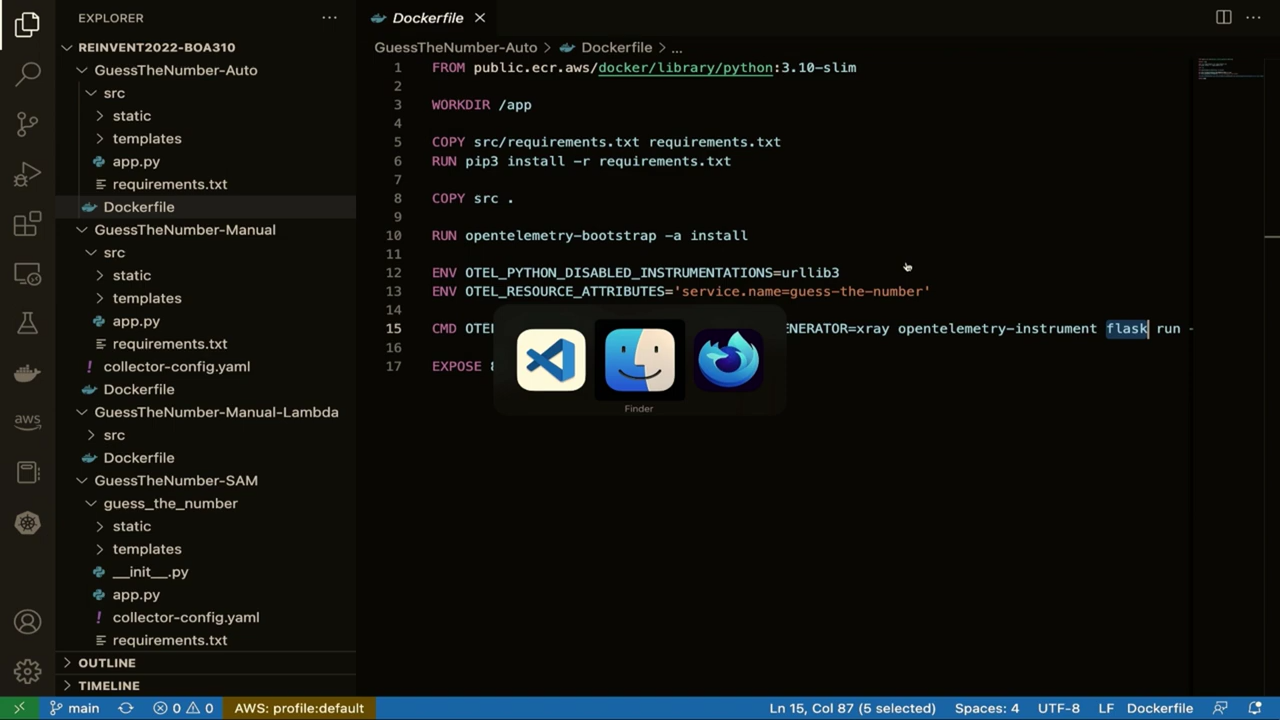 EXPLORER
REINVENT2022-BOA310
GuessTheNumber-Auto
src
static
templates
app.py
requirements.txt
Dockerfile
GuessTheNumber-Manual
src
static
templates
app.py
requirements.txt
! collector-config.yaml
Dockerfile
GuessTheNumber-Manual-Lambda
src
Dockerfile
GuessTheNumber-SAM
guess_the_number
static
templates
__init__.py
app.py
! collector-config.yaml
requirements.txt
OUTLINE
TIMELINE
aws
Dockerfile
GuessTheNumber-Auto > Dockerfile > ...
1 FROM public.ecr.aws/docker/library/python:3.10-slim
2
3 WORKDIR /app
4
5 COPY src/requirements.txt requirements.txt
6 RUN pip3 install -r requirements.txt
7
8 COPY src .
9
10 RUN opentelemetry-bootstrap -a install
11
12 ENV OTEL_PYTHON_DISABLED_INSTRUMENTATIONS=urllib3
13 ENV OTEL_RESOURCE_ATTRIBUTES='service.name=guess-the-number'
14
15 CMD OTEL ENERATOR=xray opentelemetry-instrument flask run -
16
17 EXPOSE
Finder
main
0 0
AWS: profile:default
Ln 15, Col 87 (5 selected)
Spaces: 4
UTF-8
LF
Dockerfile